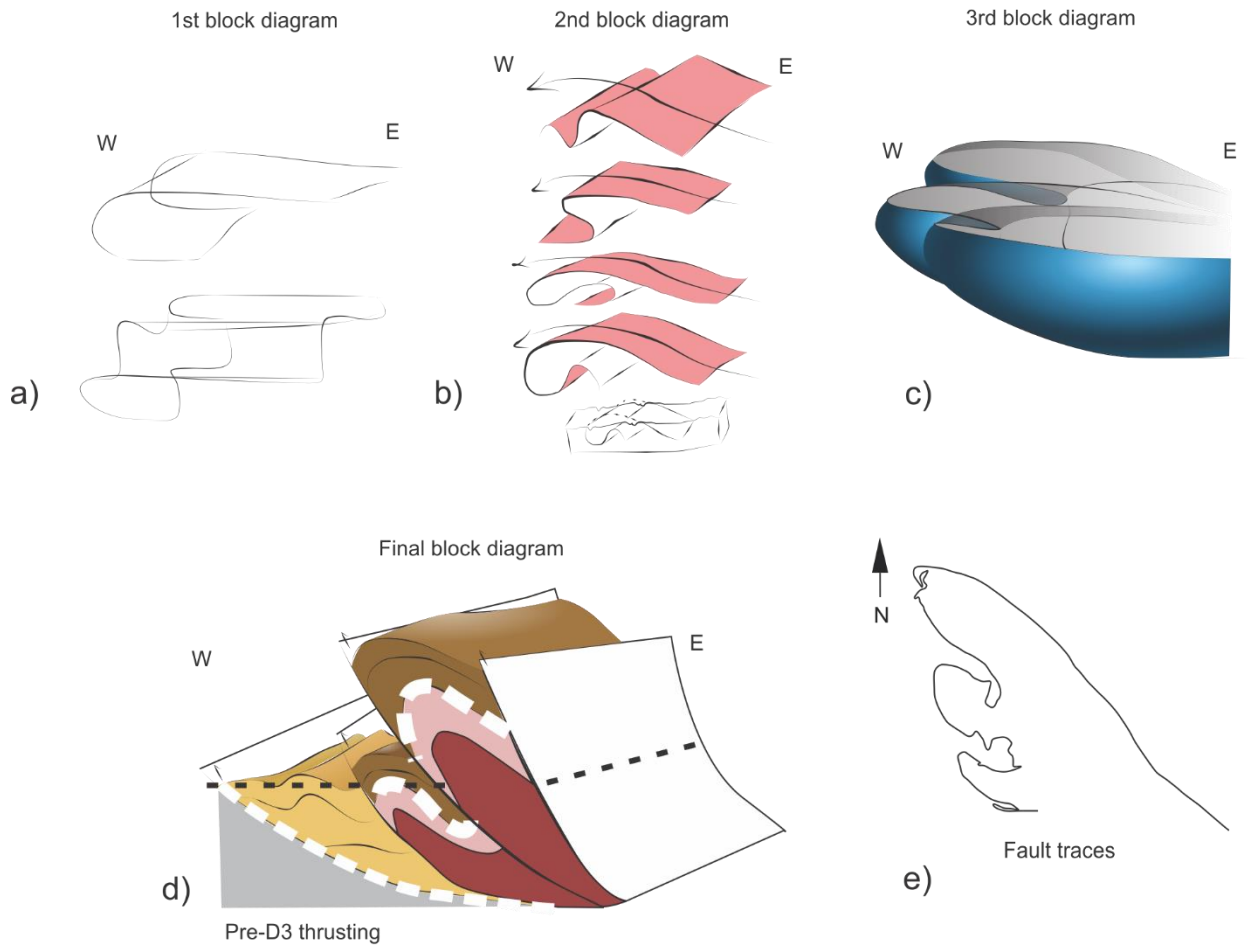 1st block diagram
2nd block diagram
3rd block diagram
W
E
a)
W
E
b)
W
E
c)
Final block diagram
W
E
d)
Pre-D3 thrusting
N
Fault traces
e)